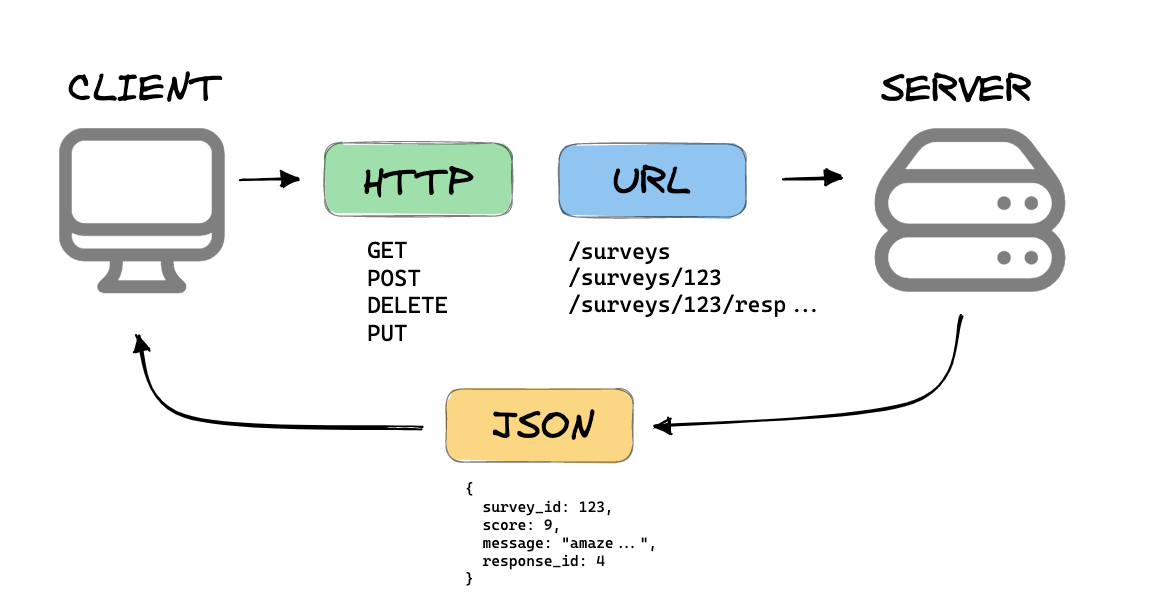 CLIENT
SERVER
HTTP
URL
GET
POST
DELETE
PUT
/surveys
/surveys/123
/surveys/123/resp...
JSON
{
survey_id: 123,
score: 9,
message: "amaze...",
response_id: 4
}